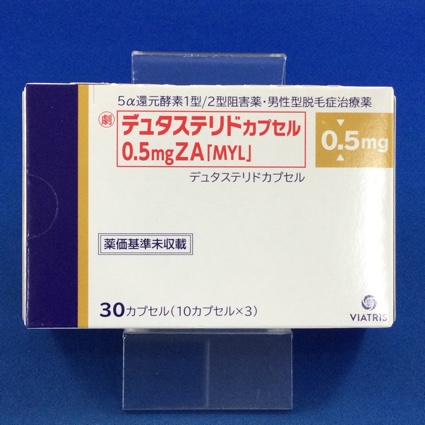 5α還元酵素1型/2型阻害薬・男性型脱毛症治療薬
劇 デュタステリドカプセル
0.5mgZA「MYL」
0.5mg
デュタステリドカプセル
薬価基準未収載
30カプセル(10カプセル×3)
VIATRIS